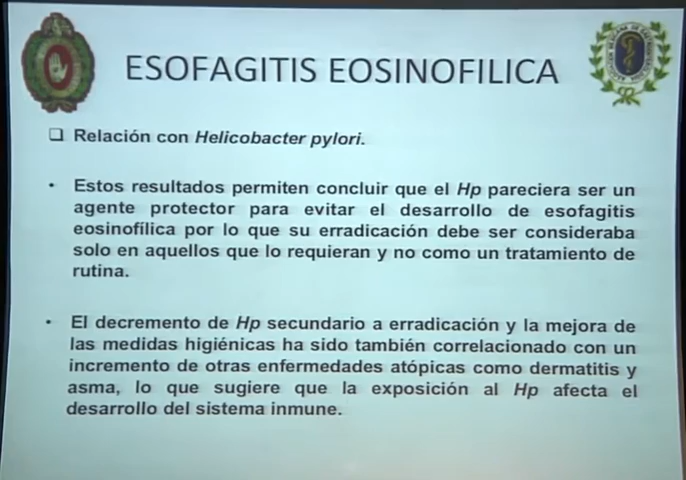 ESOFAGITIS EOSINOFILICA
❑ Relación con Helicobacter pylori.
• Estos resultados permiten concluir que el Hp pareciera ser un
agente protector para evitar el desarrollo de esofagitis
eosinofílica por lo que su erradicación debe ser consideraba
solo en aquellos que lo requieran y no como un tratamiento de
rutina.
• El decremento de Hp secundario a erradicación y la mejora de
las medidas higiénicas ha sido también correlacionado con un
incremento de otras enfermedades atópicas como dermatitis y
asma, lo que sugiere que la exposición al Hp afecta el
desarrollo del sistema inmune.